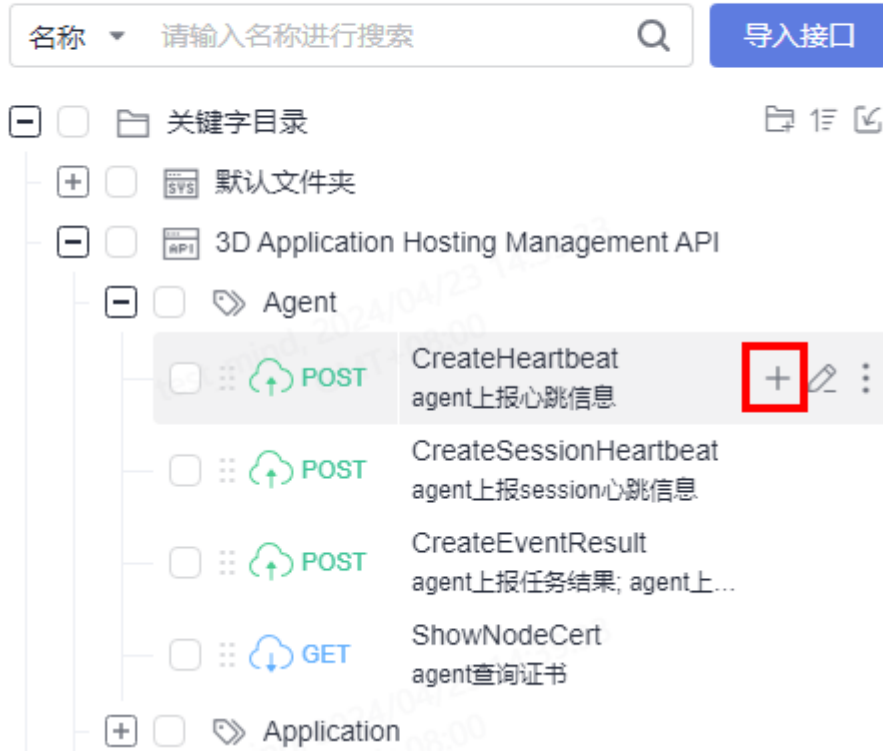 名称 请输入名称进行搜索 导入接口
关键字目录
默认文件夹
3D Application Hosting Management API
Agent
POST CreateHeartbeat
agent上报心跳信息
POST CreateSessionHeartbeat
agent上报session心跳信息
POST CreateEventResult
agent上报任务结果; agent上...
GET ShowNodeCert
agent查询证书
Application